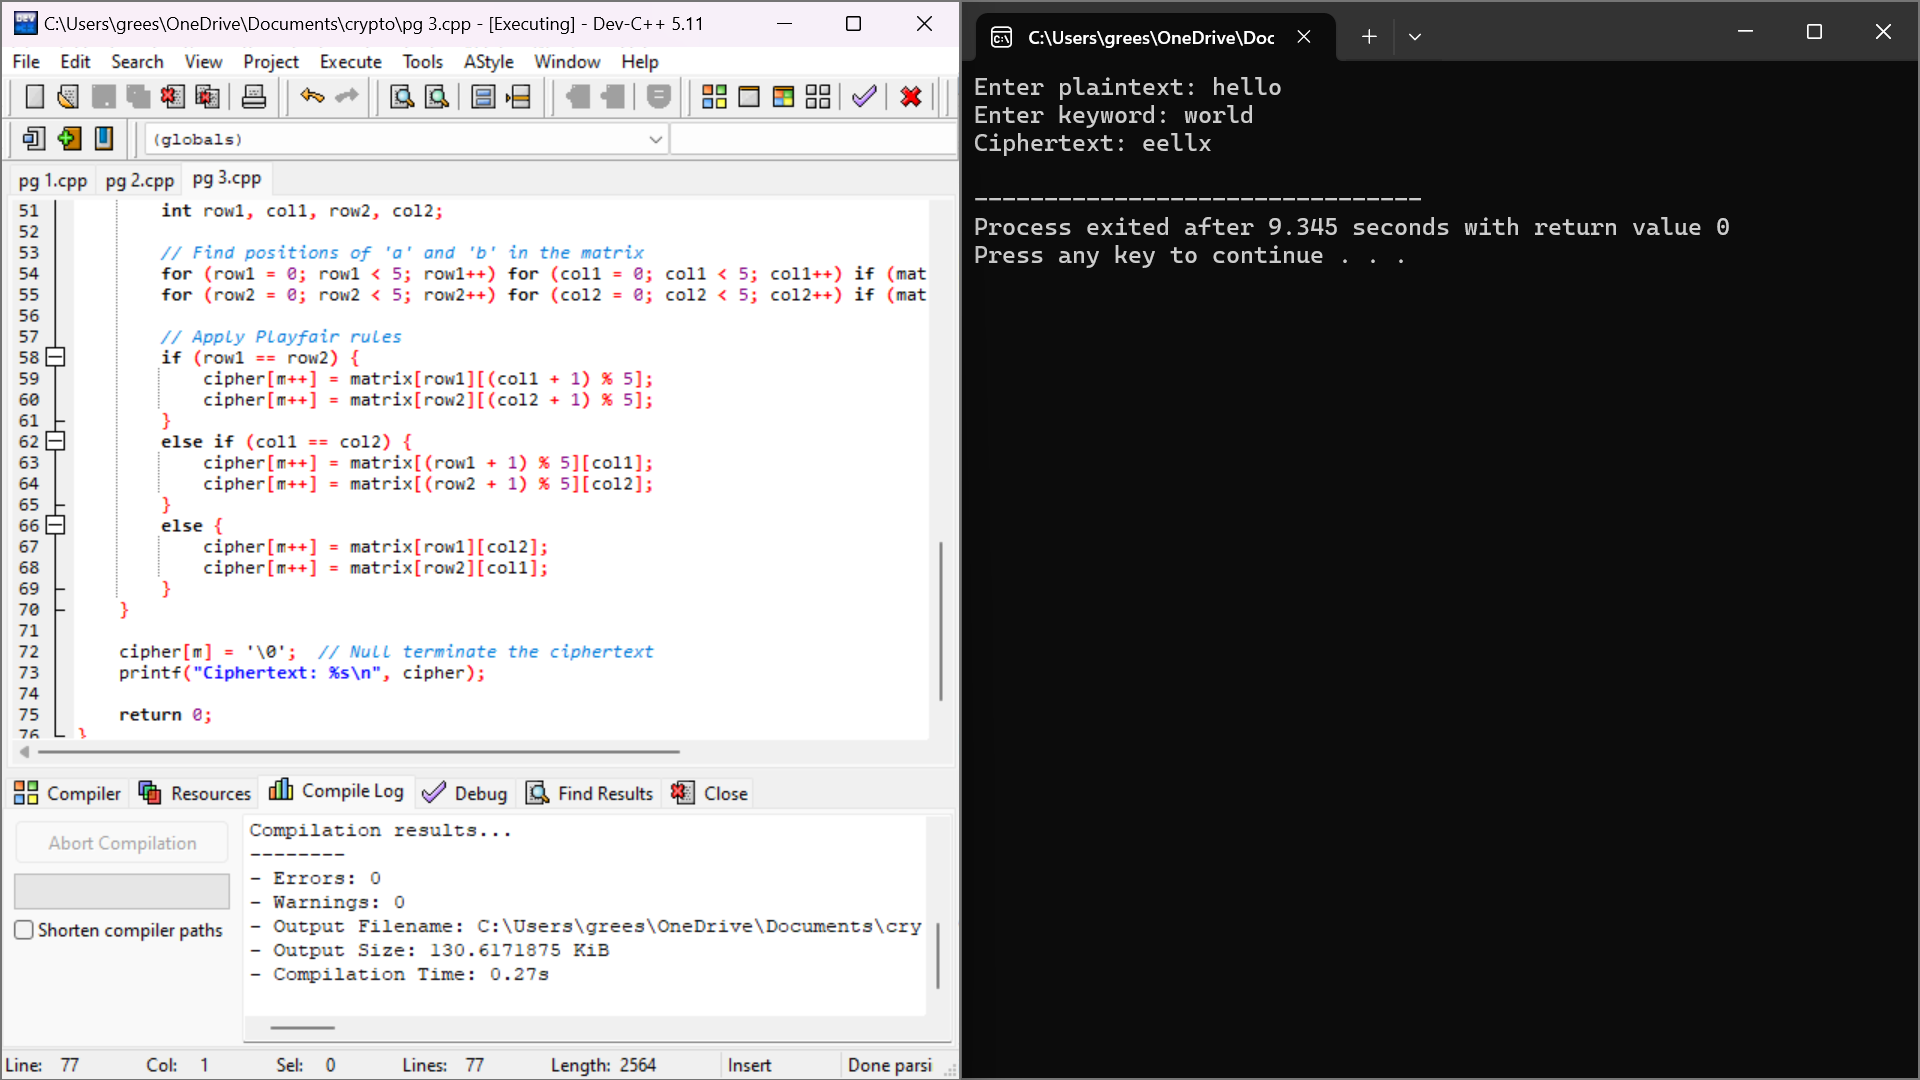 C:\Users\grees\OneDrive\Documents\crypto\pg 3.cpp - [Executing] - Dev-C++ 5.11
File Edit Search View Project Execute Tools AStyle Window Help
(globals)
pg 1.cpp pg 2.cpp pg 3.cpp
51 int row1, col1, row2, col2;
52
53 // Find positions of 'a' and 'b' in the matrix
54 for (row1 = 0; row1 < 5; row1++) for (col1 = 0; col1 < 5; col1++) if (mat
55 for (row2 = 0; row2 < 5; row2++) for (col2 = 0; col2 < 5; col2++) if (mat
56
57 // Apply Playfair rules
58 if (row1 == row2) {
59 cipher[m++] = matrix[row1][(col1 + 1) % 5];
60 cipher[m++] = matrix[row2][(col2 + 1) % 5];
61 }
62 else if (col1 == col2) {
63 cipher[m++] = matrix[(row1 + 1) % 5][col1];
64 cipher[m++] = matrix[(row2 + 1) % 5][col2];
65 }
66 else {
67 cipher[m++] = matrix[row1][col2];
68 cipher[m++] = matrix[row2][col1];
69 }
70 }
71
72 cipher[m] = '\0'; // Null terminate the ciphertext
73 printf("Ciphertext: %s\n", cipher);
74
75 return 0;
76 }
Compiler Resources Compile Log Debug Find Results Close
Abort Compilation
Shorten compiler paths
Compilation results...
--------
- Errors: 0
- Warnings: 0
- Output Filename: C:\Users\grees\OneDrive\Documents\cry
- Output Size: 130.6171875 KiB
- Compilation Time: 0.27s
Line: 77 Col: 1 Sel: 0 Lines: 77 Length: 2564 Insert Done parsi
C:\Users\grees\OneDrive\Doc
Enter plaintext: hello
Enter keyword: world
Ciphertext: eellx
--------------------------------
Process exited after 9.345 seconds with return value 0
Press any key to continue . . .